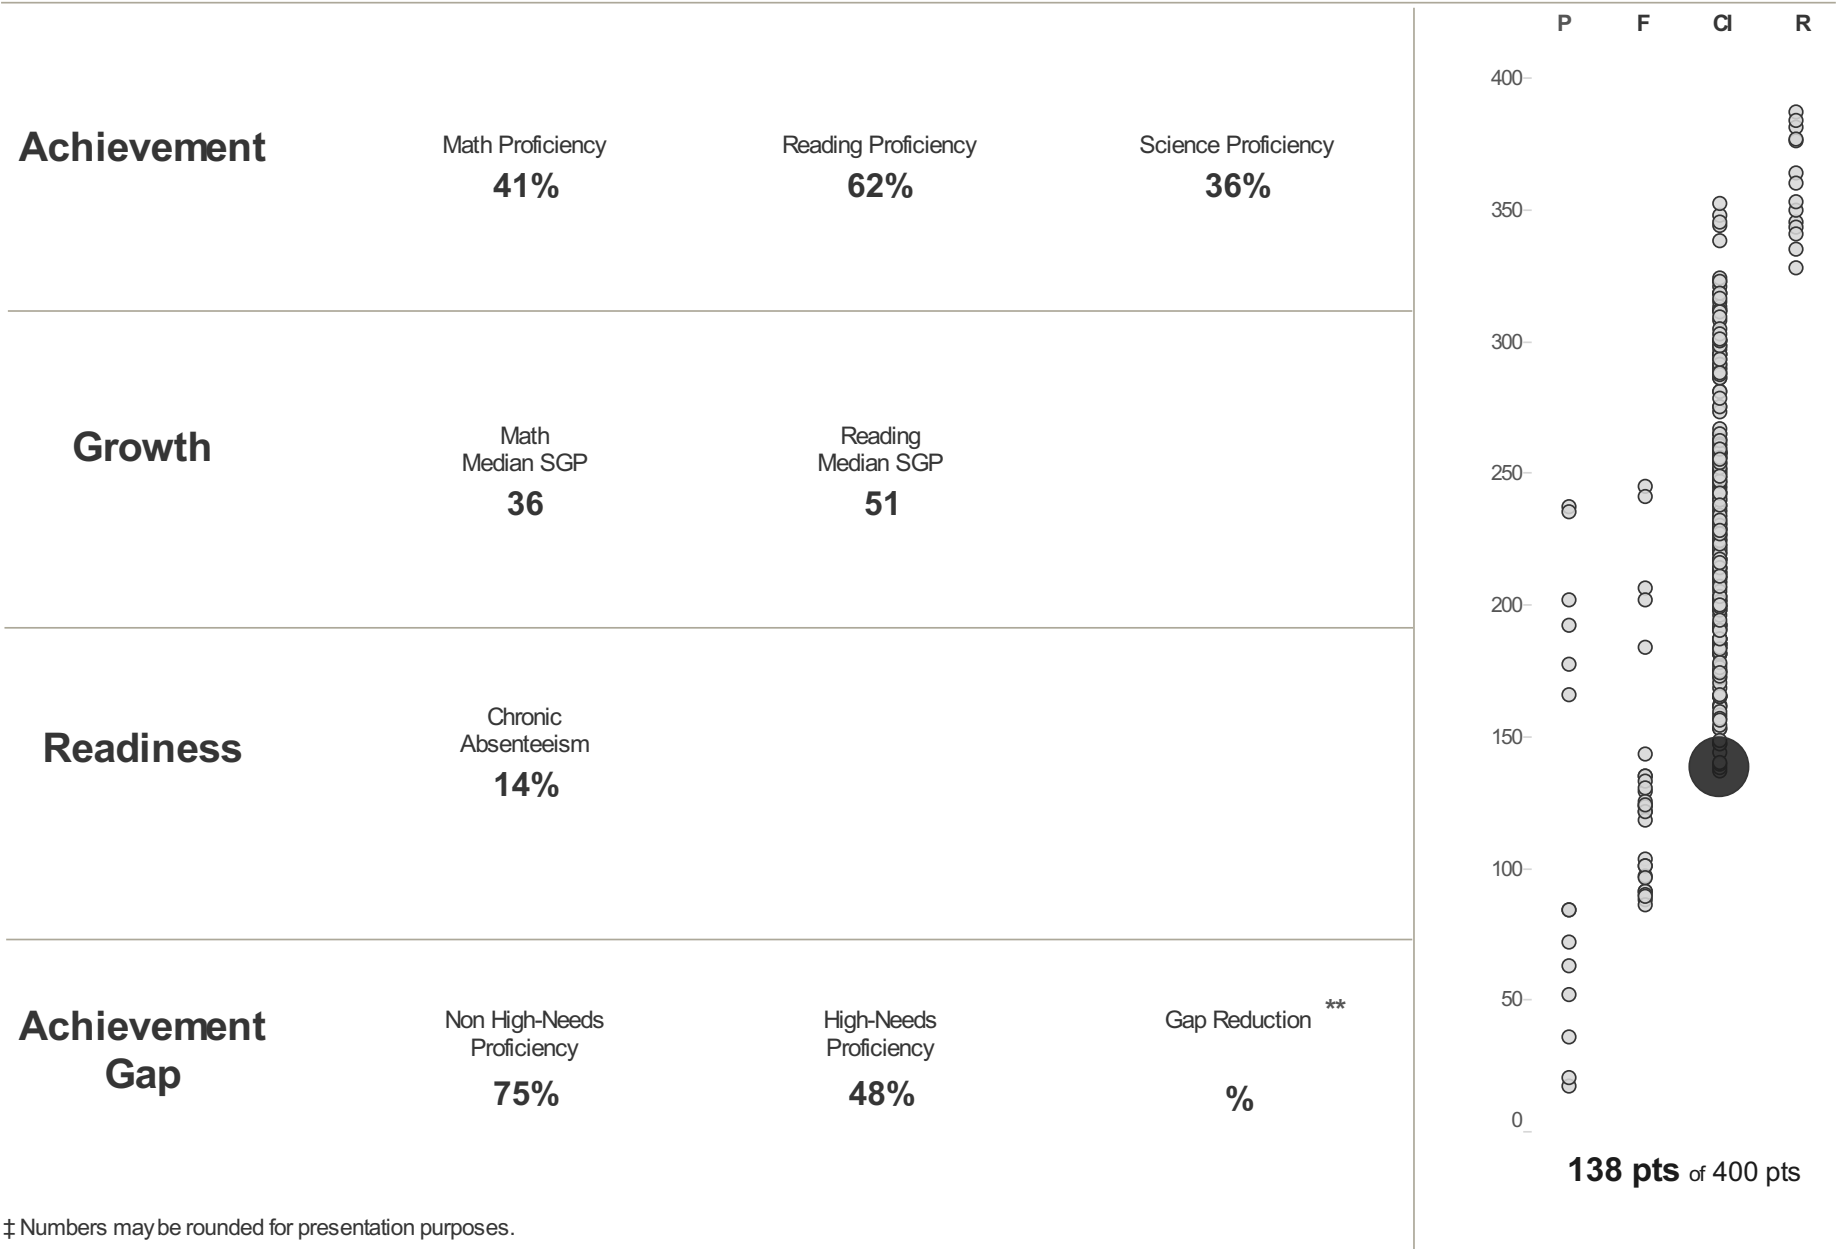 P F CI R
400
350
300
250
200
150
100
50
0
Achievement
Math Proficiency
41%
Reading Proficiency
62%
Science Proficiency
36%
Growth
Math
Median SGP
36
Reading
Median SGP
51
Readiness
Chronic
Absenteeism
14%
Achievement
Gap
Non High-Needs
Proficiency
75%
High-Needs
Proficiency
48%
Gap Reduction **
%
138 pts of 400 pts
‡ Numbers may be rounded for presentation purposes.